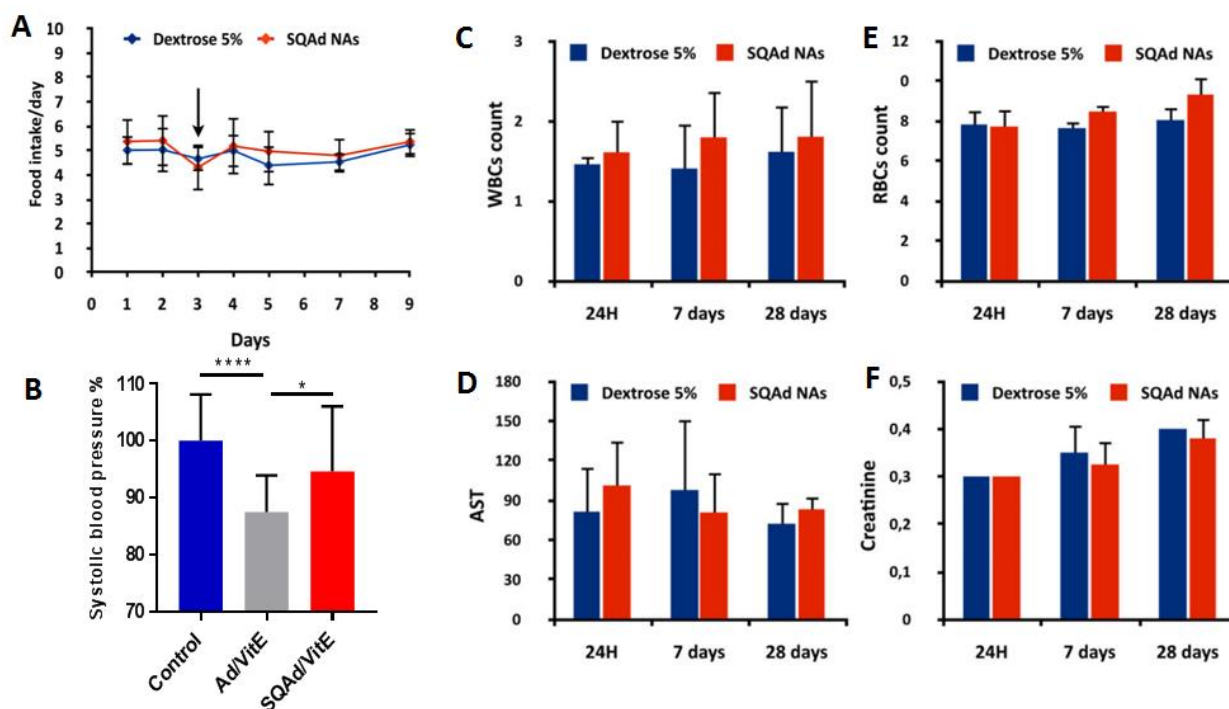 A
Dextrose 5%
SQAd NAs
10
9
8
7
6
5
4
3
2
1
0
Food intake/day
0 1 2 3 4 5 6 7 8 9
Days
B
****
*
110
100
90
80
70
Systolic blood pressure %
Control
Ad/VitE
SQAd/VitE
C
Dextrose 5%
SQAd NAs
3
2
1
0
WBCs count
24H 7 days 28 days
D
Dextrose 5%
SQAd NAs
180
150
120
90
60
30
0
AST
24H 7 days 28 days
E
Dextrose 5%
SQAd NAs
12
0
8
2
0
RBCs count
24H 7 days 28 days
F
Dextrose 5%
SQAd NAs
0,5
0,4
0,3
0,2
0,1
0
Creatinine
24H 7 days 28 days